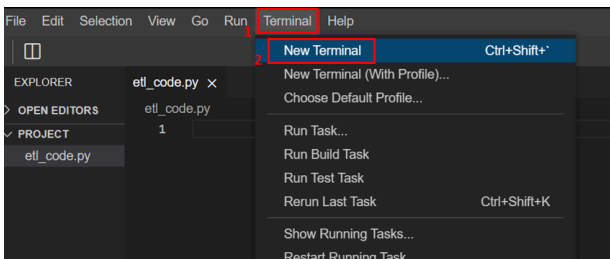 File Edit Selection View Go Run Terminal Help
1
New Terminal Ctrl+Shift+`
2
EXPLORER etl_code.py ×
New Terminal (With Profile)...
Choose Default Profile...
OPEN EDITORS etl_code.py
PROJECT 1
Run Task...
etl_code.py
Run Build Task
Run Test Task
Rerun Last Task Ctrl+Shift+K
Show Running Tasks...
Restart Running Task